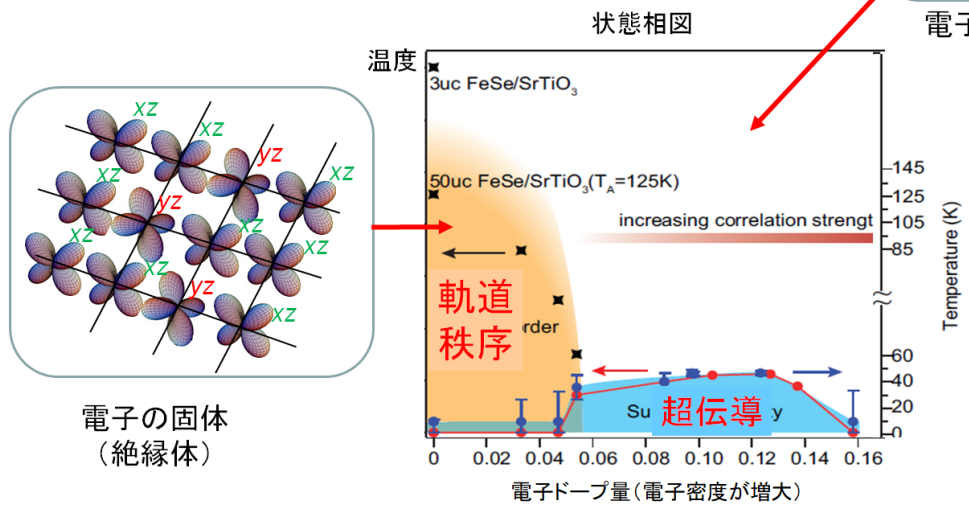 電子
状態相図
温度
3uc FeSe/SrTiO₃
xz
xz
yz
xz
xz
yz
xz
xz
xz
yz
xz
50uc FeSe/SrTiO₃(T_A=125K)
increasing correlation strengt
軌道
秩序
order
超伝導
Su
y
145
125
105
85
60
40
20
0
Temperature (K)
0
0.02
0.04
0.06
0.08
0.10
0.12
0.14
0.16
電子ドープ量(電子密度が増大)
電子の固体
(絶縁体)